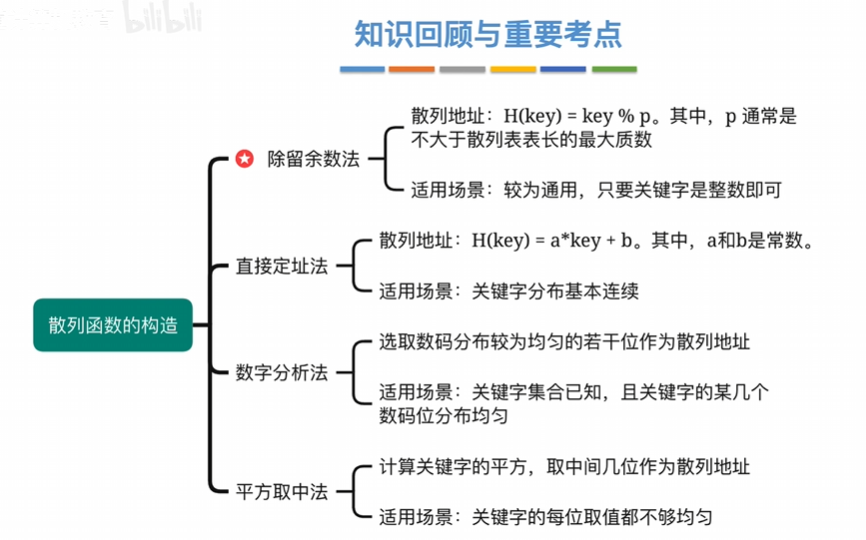 bilibili
知识回顾与重要考点
散列函数的构造
除留余数法
散列地址：H(key) = key % p。其中，p 通常是
不大于散列表表长的最大质数
适用场景：较为通用，只要关键字是整数即可
直接定址法
散列地址：H(key) = a*key + b。其中，a和b是常数。
适用场景：关键字分布基本连续
数字分析法
选取数码分布较为均匀的若干位作为散列地址
适用场景：关键字集合已知，且关键字的某几个
数码位分布均匀
平方取中法
计算关键字的平方，取中间几位作为散列地址
适用场景：关键字的每位取值都不够均匀